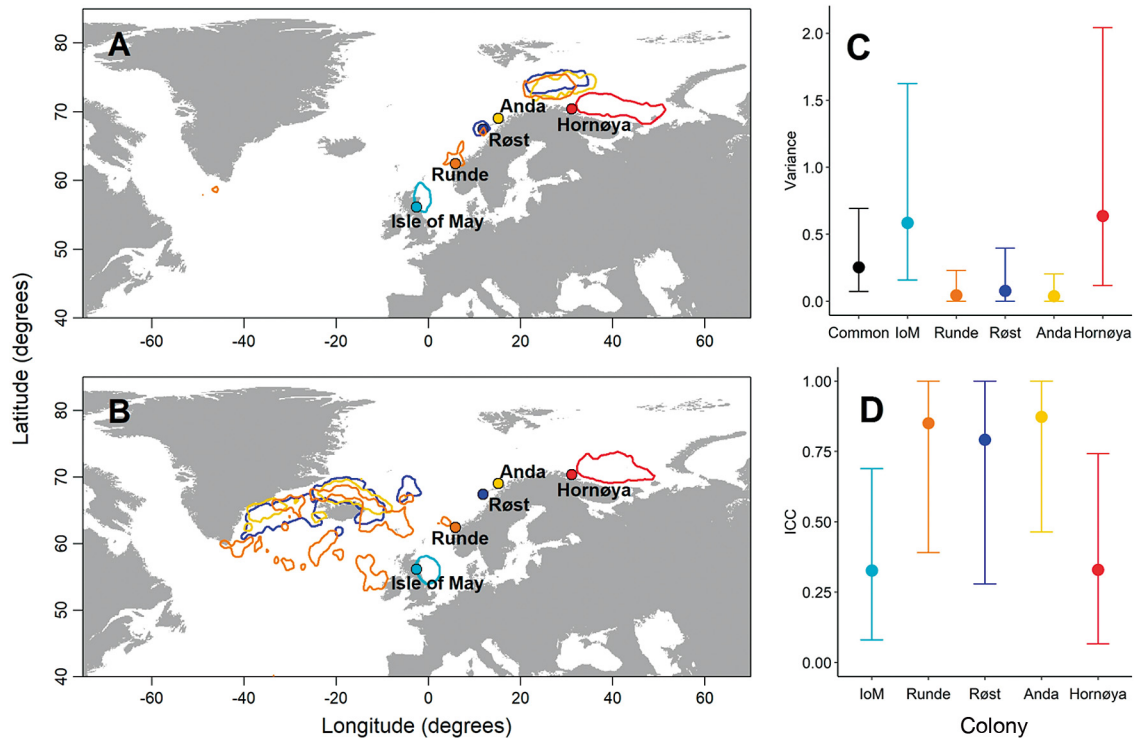 A
80
70
60
50
40
Anda
Røst
Hornøya
Runde
Isle of May
-60 -40 -20 0 20 40 60
B
80
70
60
50
40
Anda
Røst
Hornøya
Runde
Isle of May
-60 -40 -20 0 20 40 60
Latitude (degrees)
Longitude (degrees)
C
2.0
1.5
1.0
0.5
0.0
Variance
Common IoM Runde Røst Anda Hornøya
D
1.00
0.75
0.50
0.25
0.00
ICC
IoM Runde Røst Anda Hornøya
Colony